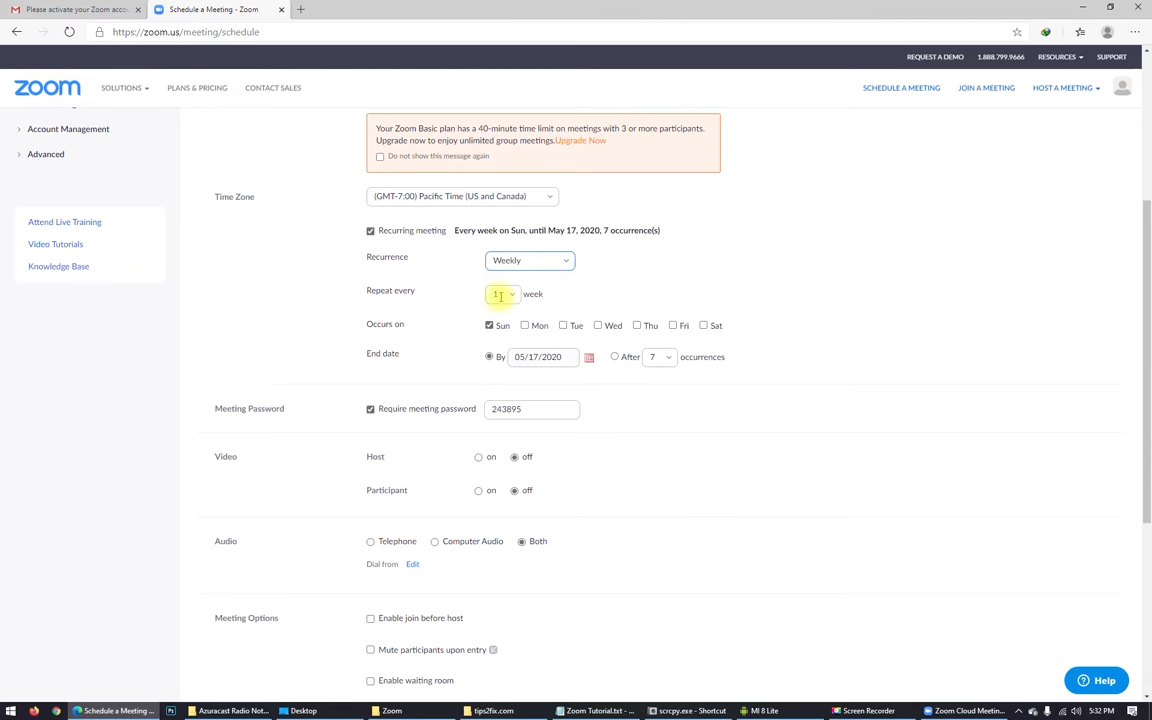 Please activate your Zoom acco
Schedule a Meeting - Zoom
https://zoom.us/meeting/schedule
REQUEST A DEMO 1.888.799.9666 RESOURCES SUPPORT
zoom SOLUTIONS PLANS & PRICING CONTACT SALES SCHEDULE A MEETING JOIN A MEETING HOST A MEETING
Account Management
Advanced
Attend Live Training
Video Tutorials
Knowledge Base
Your Zoom Basic plan has a 40-minute time limit on meetings with 3 or more participants.
Upgrade now to enjoy unlimited group meetings.Upgrade Now
Do not show this message again
Time Zone (GMT-7:00) Pacific Time (US and Canada)
Recurring meeting Every week on Sun, until May 17, 2020, 7 occurrence(s)
Recurrence Weekly
Repeat every 1 week
Occurs on Sun Mon Tue Wed Thu Fri Sat
End date By 05/17/2020 After 7 occurrences
Meeting Password Require meeting password 243895
Video Host on off
Participant on off
Audio Telephone Computer Audio Both
Dial from Edit
Meeting Options Enable join before host
Mute participants upon entry
Enable waiting room
Help
Schedule a Meeting ... Azuracast Radio Not... Desktop Zoom tips2fix.com Zoom Tutorial.txt - ... scrcpy.exe - Shortcut MI 8 Lite Screen Recorder Zoom Cloud Meetin... 5:32 PM